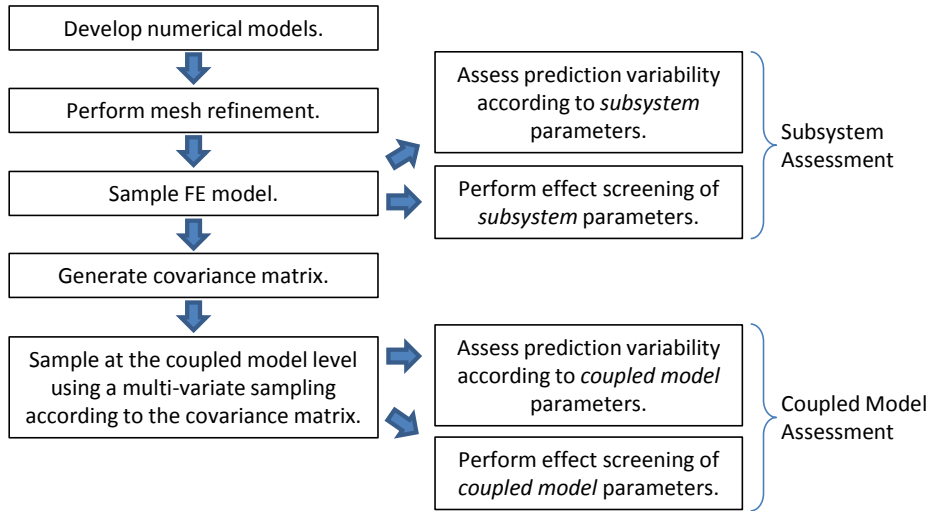 Develop numerical models.
Perform mesh refinement.
Sample FE model.
Generate covariance matrix.
Sample at the coupled model level
using a multi-variate sampling
according to the covariance matrix.
Assess prediction variability
according to subsystem
parameters.
Perform effect screening of
subsystem parameters.
Subsystem
Assessment
Assess prediction variability
according to coupled model
parameters.
Perform effect screening of
coupled model parameters.
Coupled Model
Assessment